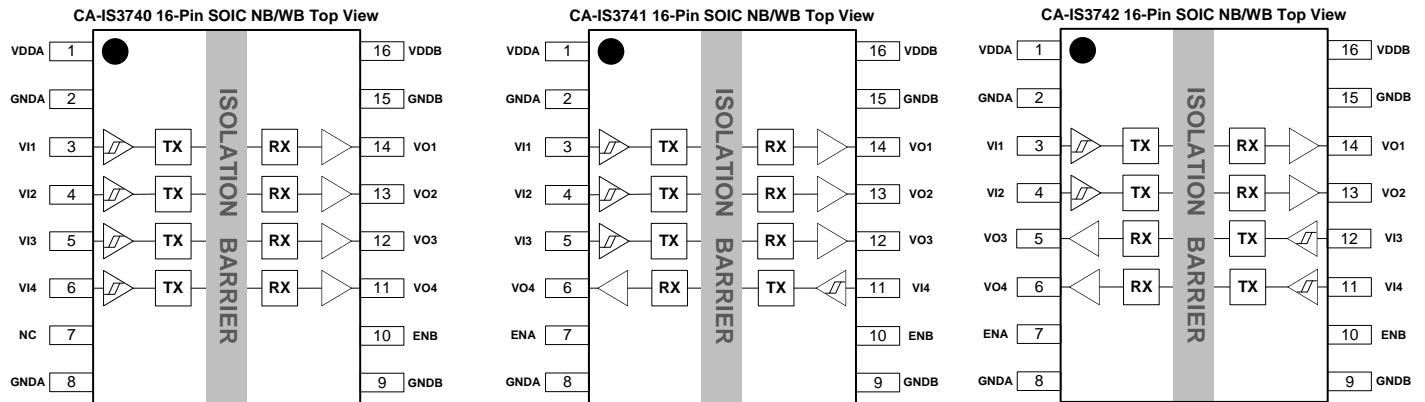 CA-IS3740 16-Pin SOIC NB/WB Top View
VDDA 1 16 VDDB
GNDA 2 15 GNDB
VI1 3 TX RX 14 VO1
VI2 4 TX RX 13 VO2
VI3 5 TX RX 12 VO3
VI4 6 TX RX 11 VO4
NC 7 10 ENB
GNDA 8 9 GNDB
ISOLATION BARRIER
CA-IS3741 16-Pin SOIC NB/WB Top View
VDDA 1 16 VDDB
GNDA 2 15 GNDB
VI1 3 TX RX 14 VO1
VI2 4 TX RX 13 VO2
VI3 5 TX RX 12 VO3
VO4 6 RX TX 11 VI4
ENA 7 10 ENB
GNDA 8 9 GNDB
ISOLATION BARRIER
CA-IS3742 16-Pin SOIC NB/WB Top View
VDDA 1 16 VDDB
GNDA 2 15 GNDB
VI1 3 TX RX 14 VO1
VI2 4 TX RX 13 VO2
VO3 5 RX TX 12 VI3
VO4 6 RX TX 11 VI4
ENA 7 10 ENB
GNDA 8 9 GNDB
ISOLATION BARRIER